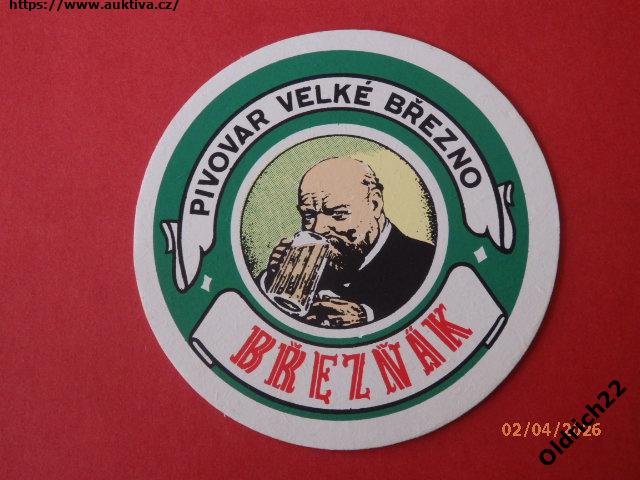 https://www.auktiva.cz/
PIVOVAR VELKÉ BŘEZNO
BŘEZŇÁK
02/04/2026
Oldrich22